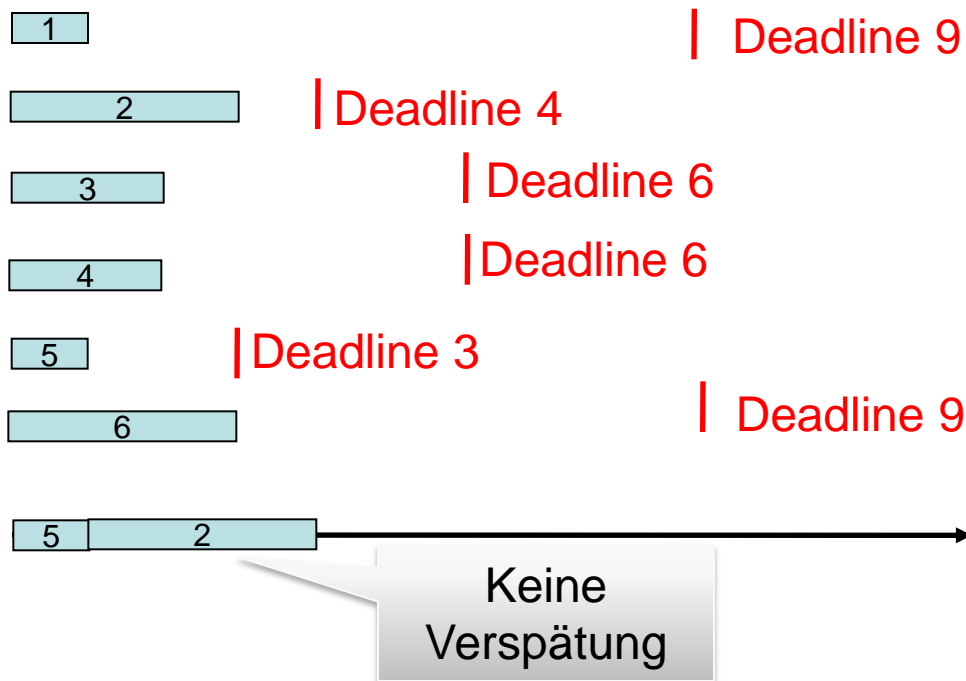 1
Deadline 9
2
Deadline 4
3
Deadline 6
4
Deadline 6
5
Deadline 3
6
Deadline 9
5 2
Keine
Verspätung